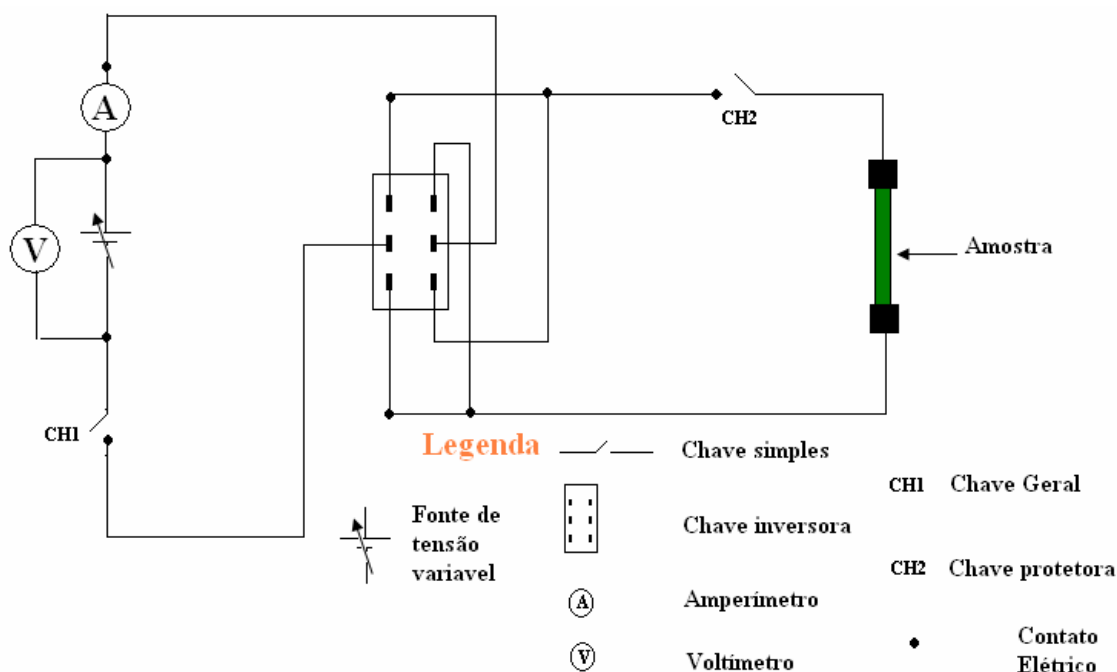 A
CH2
V
Amostra
CH1
Legenda
Chave simples
CH1 Chave Geral
Fonte de
tensão
variavel
Chave inversora
CH2 Chave protetora
A Amperímetro
V Voltímetro
Contato
Elétrico